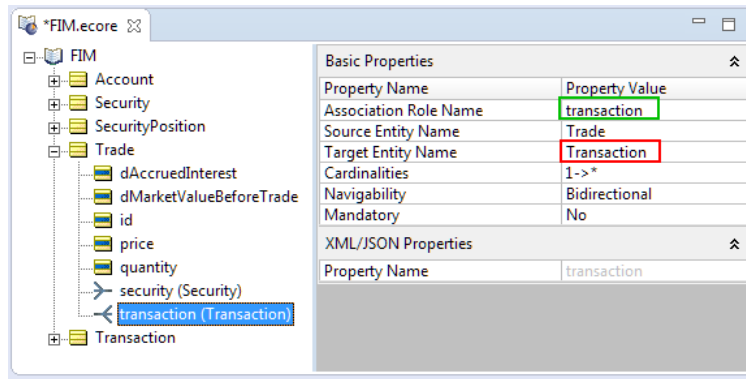 *FIM.ecore
FIM
Account
Security
SecurityPosition
Trade
dAccruedInterest
dMarketValueBeforeTrade
id
price
quantity
security (Security)
transaction (Transaction)
Transaction
Basic Properties
Property Name Property Value
Association Role Name transaction
Source Entity Name Trade
Target Entity Name Transaction
Cardinalities 1->*
Navigability Bidirectional
Mandatory No
XML/JSON Properties
Property Name transaction